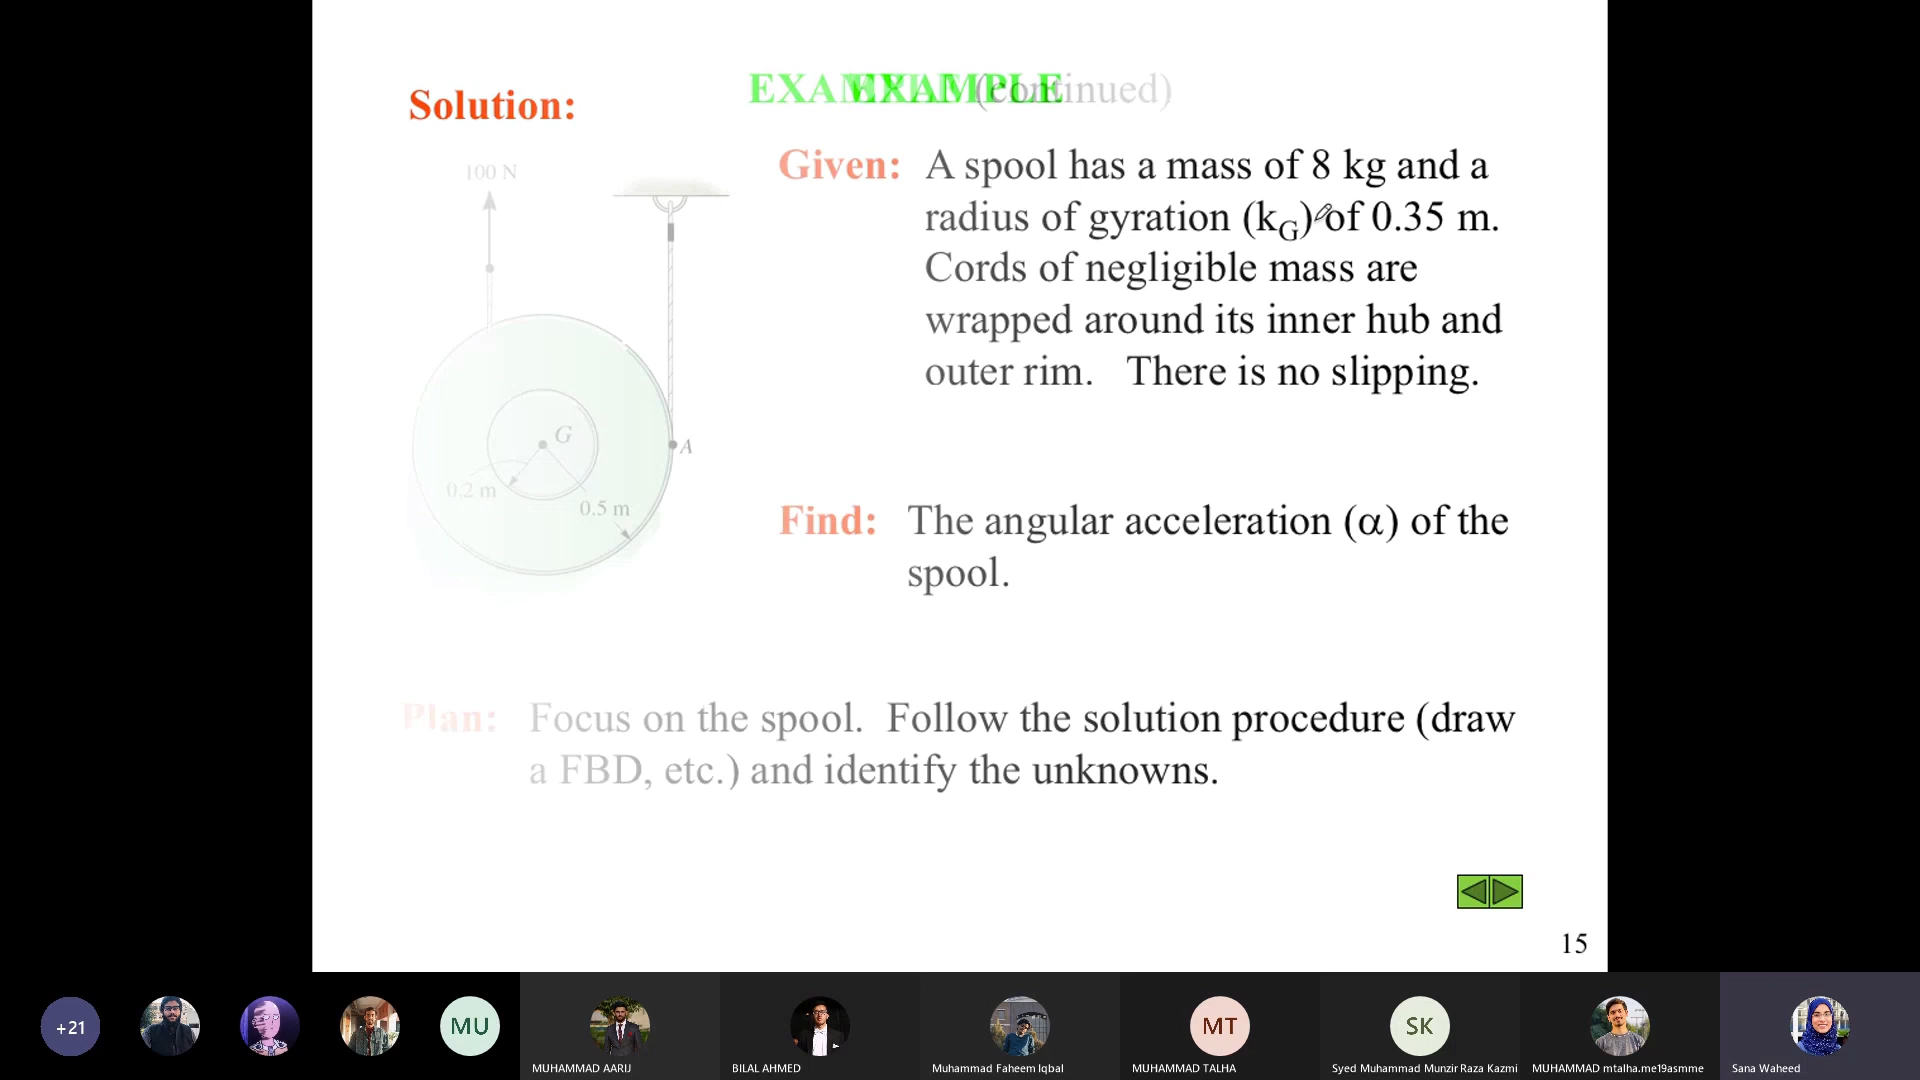 Solution:
EXAMPLE
EXAMPLE (continued)
100 N
Given: A spool has a mass of 8 kg and a
radius of gyration (kG) of 0.35 m.
Cords of negligible mass are
wrapped around its inner hub and
outer rim. There is no slipping.
G
A
0.2 m
0.5 m
Find: The angular acceleration (α) of the
spool.
Plan: Focus on the spool. Follow the solution procedure (draw
a FBD, etc.) and identify the unknowns.
15
+21
MU
MT
SK
MUHAMMAD AARIJ
BILAL AHMED
Muhammad Faheem Iqbal
MUHAMMAD TALHA
Syed Muhammad Munzir Raza Kazmi
MUHAMMAD mtalha.me19asmme
Sana Waheed